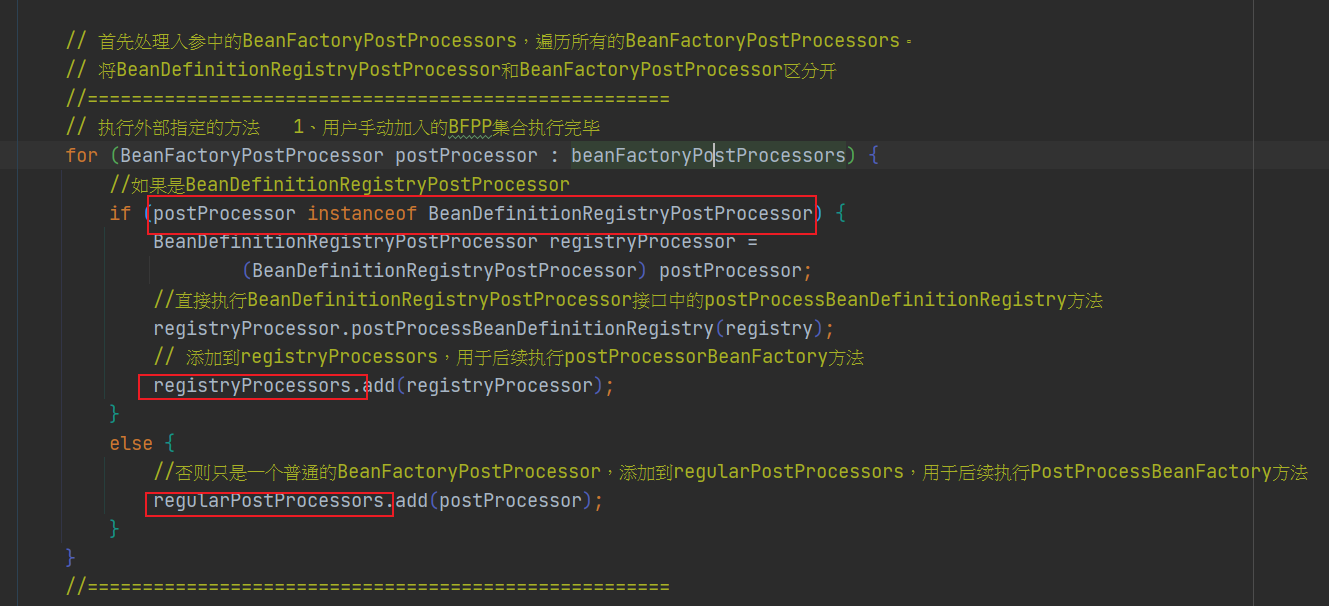 // 首先处理入参中的BeanFactoryPostProcessors，遍历所有的BeanFactoryPostProcessors。
// 将BeanDefinitionRegistryPostProcessor和BeanFactoryPostProcessor区分开
//=====================================================
// 执行外部指定的方法   1、用户手动加入的BFPP集合执行完毕
for (BeanFactoryPostProcessor postProcessor : beanFactoryPostProcessors) {
//如果是BeanDefinitionRegistryPostProcessor
if (postProcessor instanceof BeanDefinitionRegistryPostProcessor) {
BeanDefinitionRegistryPostProcessor registryProcessor =
(BeanDefinitionRegistryPostProcessor) postProcessor;
//直接执行BeanDefinitionRegistryPostProcessor接口中的postProcessBeanDefinitionRegistry方法
registryProcessor.postProcessBeanDefinitionRegistry(registry);
// 添加到registryProcessors，用于后续执行postProcessorBeanFactory方法
registryProcessors.add(registryProcessor);
}
else {
//否则只是一个普通的BeanFactoryPostProcessor，添加到regularPostProcessors，用于后续执行PostProcessBeanFactory方法
regularPostProcessors.add(postProcessor);
}
}
//=====================================================